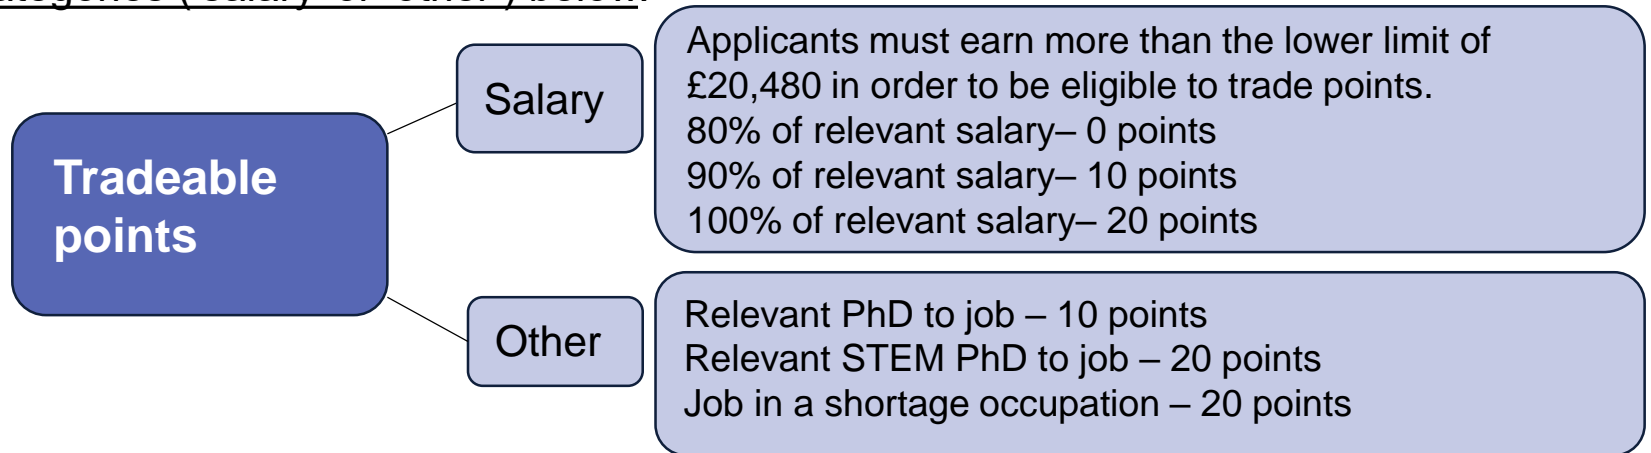 Tradeable
points
Salary
Applicants must earn more than the lower limit of
£20,480 in order to be eligible to trade points.
80% of relevant salary– 0 points
90% of relevant salary– 10 points
100% of relevant salary– 20 points
Other
Relevant PhD to job – 10 points
Relevant STEM PhD to job – 20 points
Job in a shortage occupation – 20 points